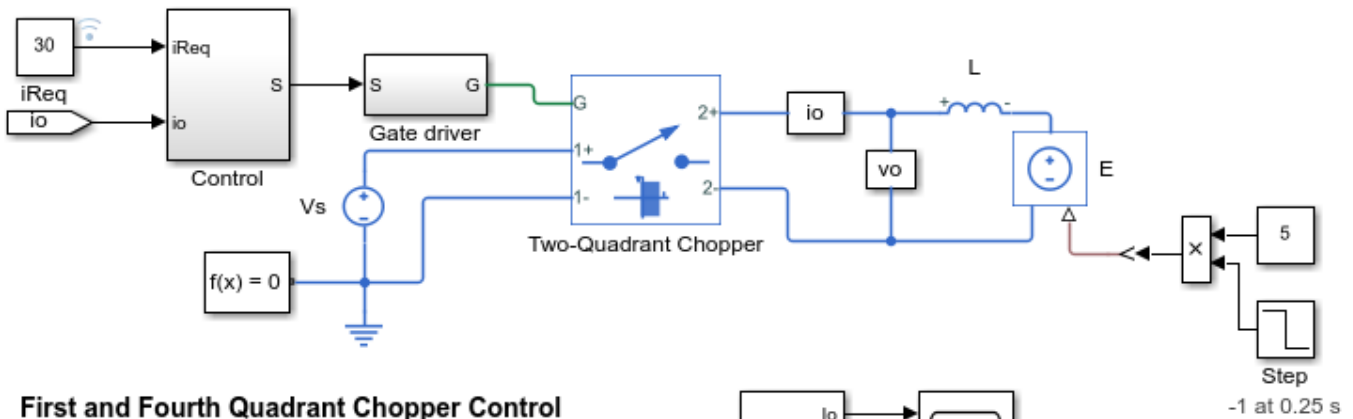 30
iReq
io
iReq
io
S
Control
S
G
Gate driver
Vs
f(x) = 0
G
1+
1-
2+
2-
Two-Quadrant Chopper
io
vo
L
+
-
E
5
×
Step
-1 at 0.25 s
First and Fourth Quadrant Chopper Control
Io